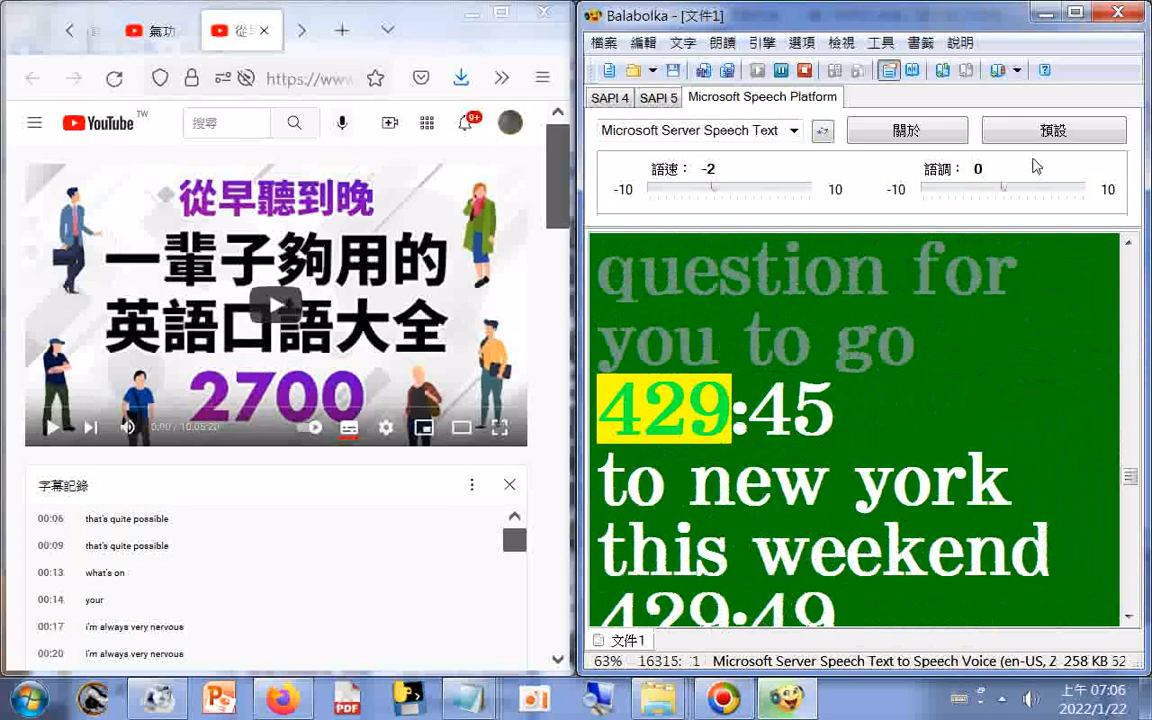 氣功
從
https://www
YouTube TW
搜尋
9+
從早聽到晚
一輩子夠用的
英語口語大全
2700
0:00 / 10:05:20
字幕記錄
00:06 that's quite possible
00:09 that's quite possible
00:13 what's on
00:14 your
00:17 i'm always very nervous
00:20 i'm always very nervous
Balabolka - [文件1]
檔案 編輯 文字 朗讀 引擎 選項 檢視 工具 書籤 說明
SAPI 4 SAPI 5 Microsoft Speech Platform
Microsoft Server Speech Text 關於 預設
語速： -2 語調： 0
-10 10 -10 10
question for
you to go
429:45
to new york
this weekend
429:49
文件1
63% 16315: 1 Microsoft Server Speech Text to Speech Voice (en-US, Z 258 KB 52
PDF
上午 07:06
2022/1/22